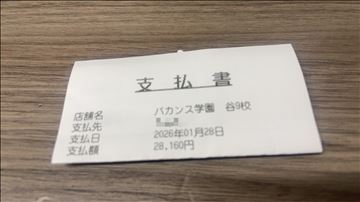 支払書
店舗名 バカンス学園 谷9校
支払先
支払日 2026年01月28日
支払額 28,160円